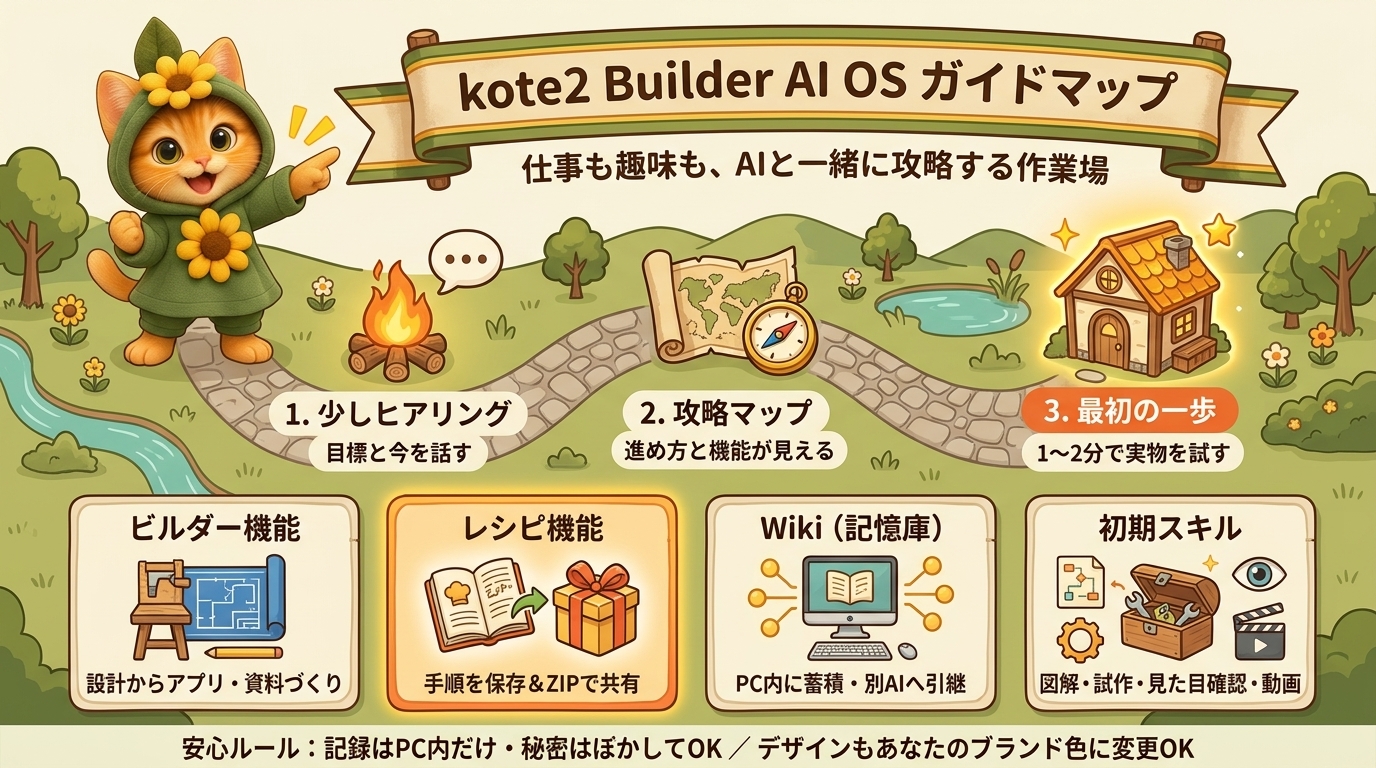 kote2 Builder AI OS ガイドマップ
仕事も趣味も、AIと一緒に攻略する作業場
1. 少しヒアリング
目標と今を話す
2. 攻略マップ
進め方と機能が見える
3. 最初の一歩
1〜2分で実物を試す
ビルダー機能
設計からアプリ・資料づくり
レシピ機能
手順を保存&ZIPで共有
Wiki（記憶庫）
PC内に蓄積・別AIへ引継
初期スキル
図解・試作・見た目確認・動画
安心ルール：記録はPC内だけ・秘密はぼかしてOK ／ デザインもあなたのブランド色に変更OK